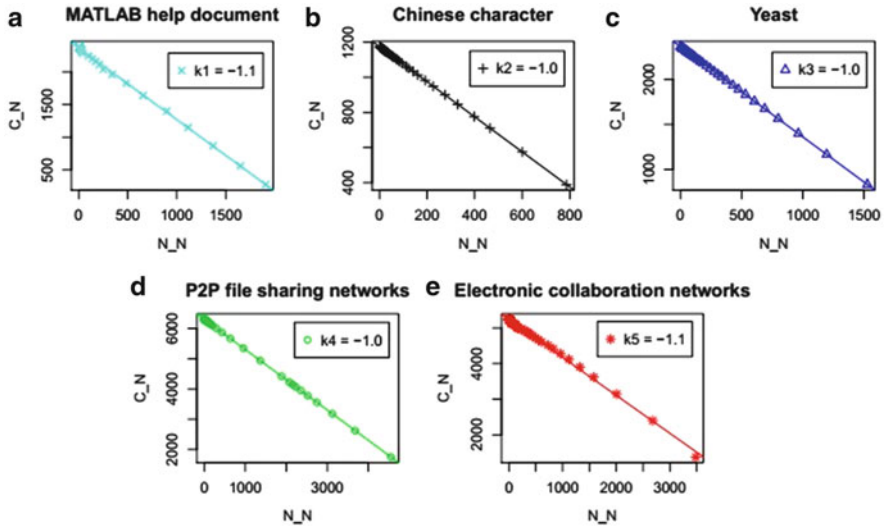 a MATLAB help document
k1 = −1.1
C_N
1500
500
0 500 1000 1500
N_N
b Chinese character
k2 = −1.0
C_N
1200
800
400
0 200 400 600 800
N_N
c Yeast
k3 = −1.0
C_N
2000
1000
0 500 1000 1500
N_N
d P2P file sharing networks
k4 = −1.0
C_N
6000
4000
2000
0 1000 3000
N_N
e Electronic collaboration networks
k5 = −1.1
C_N
4000
2000
0 1000 2000 3000
N_N